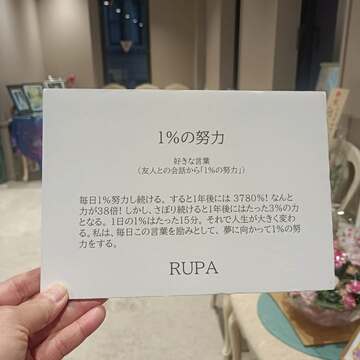 1%の努力
好きな言葉
（友人との会話から「1%の努力」）
毎日1%努力し続ける。すると1年後には 3780%！なんと
力が38倍！しかし、さぼり続けると1年後にはたった3%の力
となる。1日の1%はたった15分。それで人生が大きく変わ
る。私は、毎日この言葉を励みとして、夢に向かって1%の努
力をする。
RUPA